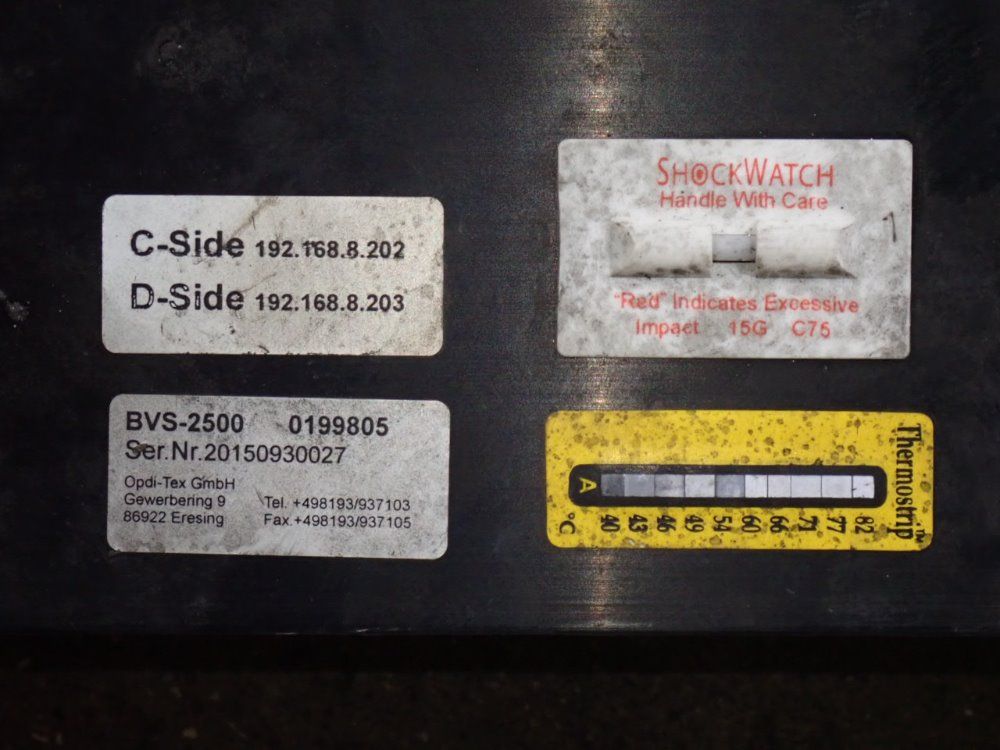 C-Side 192.168.8.202
D-Side 192.168.8.203
SHOCKWATCH
Handle With Care
"Red" Indicates Excessive
Impact 15G C75
BVS-2500 0199805
Ser.Nr.20150930027
Opdi-Tex GmbH
Gewerbering 9 Tel. +498193/937103
86922 Eresing Fax.+498193/937105
Thermostrip™
A
°C 40 43 46 49 54 60 66 71 77 82